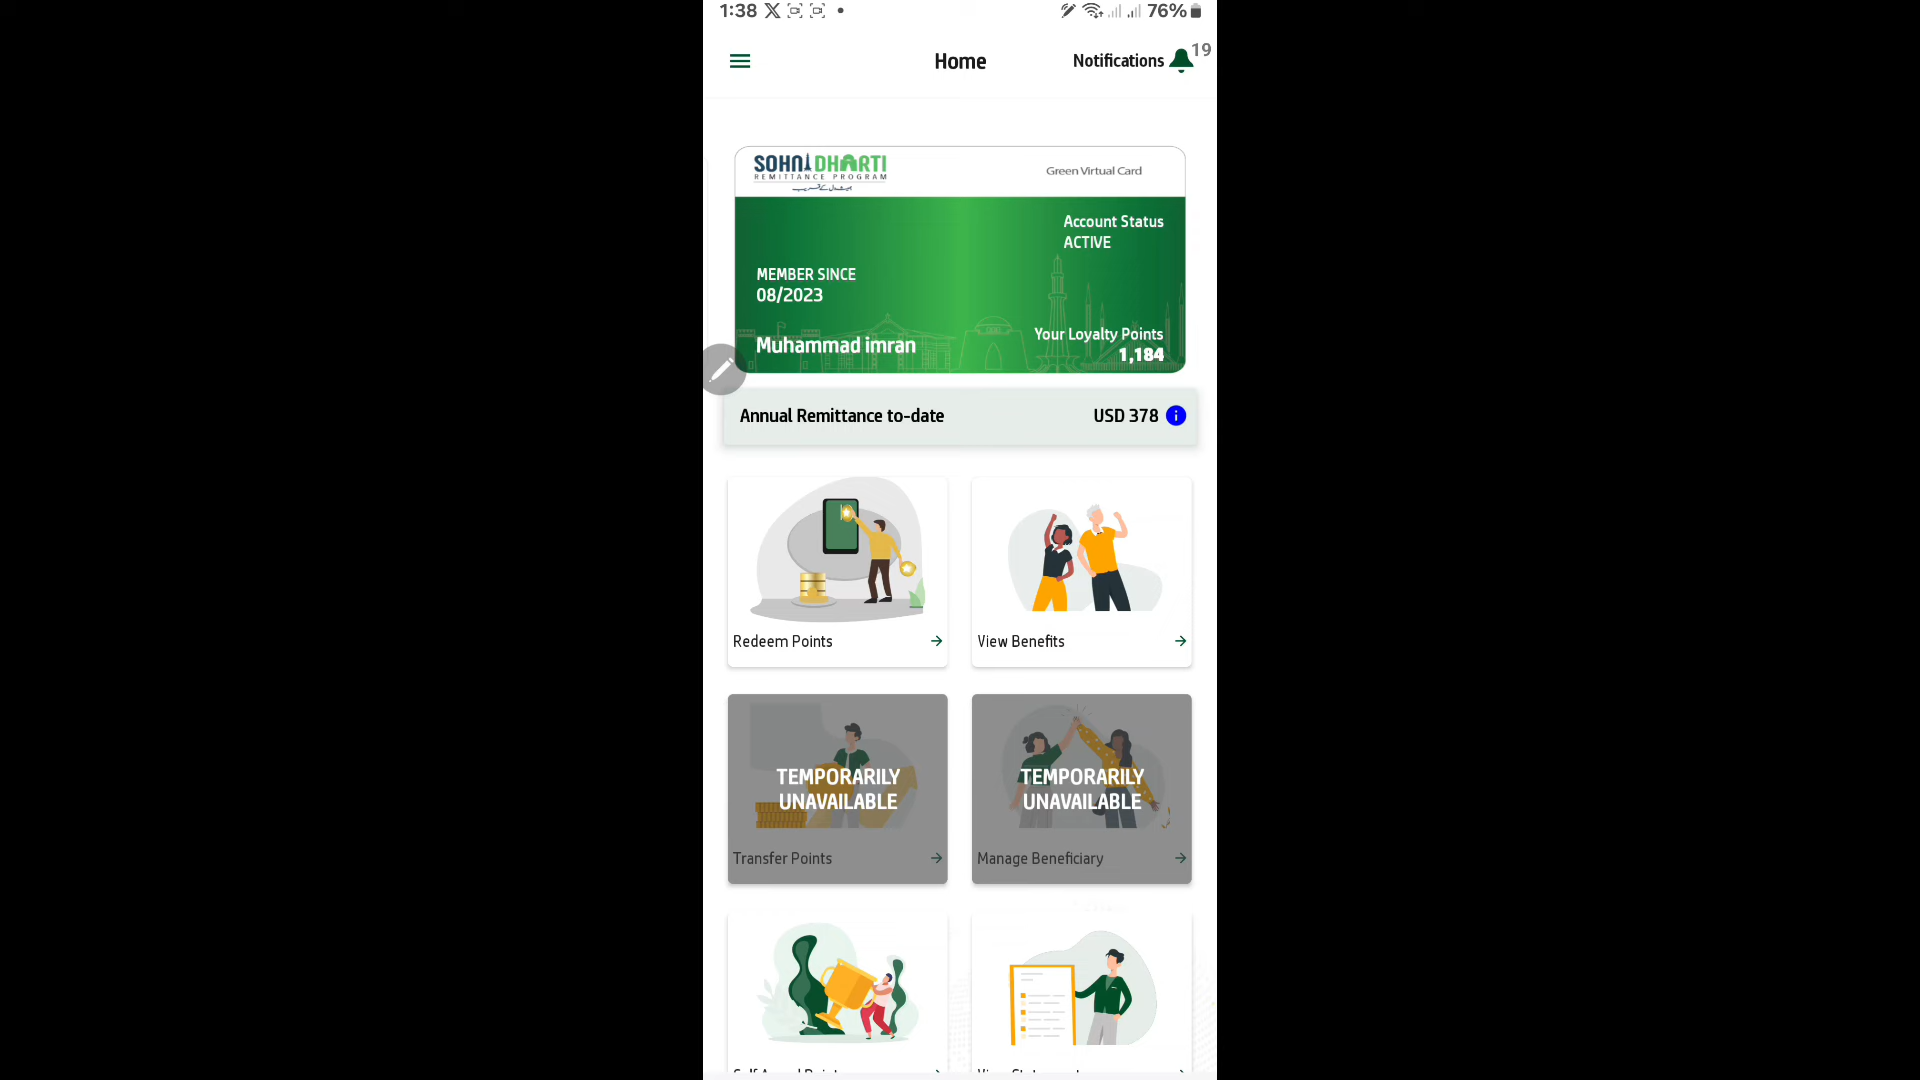 1:38
76%
Home
Notifications
19
SOHNI DHARTI
REMITTANCE PROGRAM
Green Virtual Card
Account Status
ACTIVE
MEMBER SINCE
08/2023
Your Loyalty Points
1,184
Muhammad imran
Annual Remittance to-date
USD 378
Redeem Points
View Benefits
TEMPORARILY
UNAVAILABLE
Transfer Points
TEMPORARILY
UNAVAILABLE
Manage Beneficiary